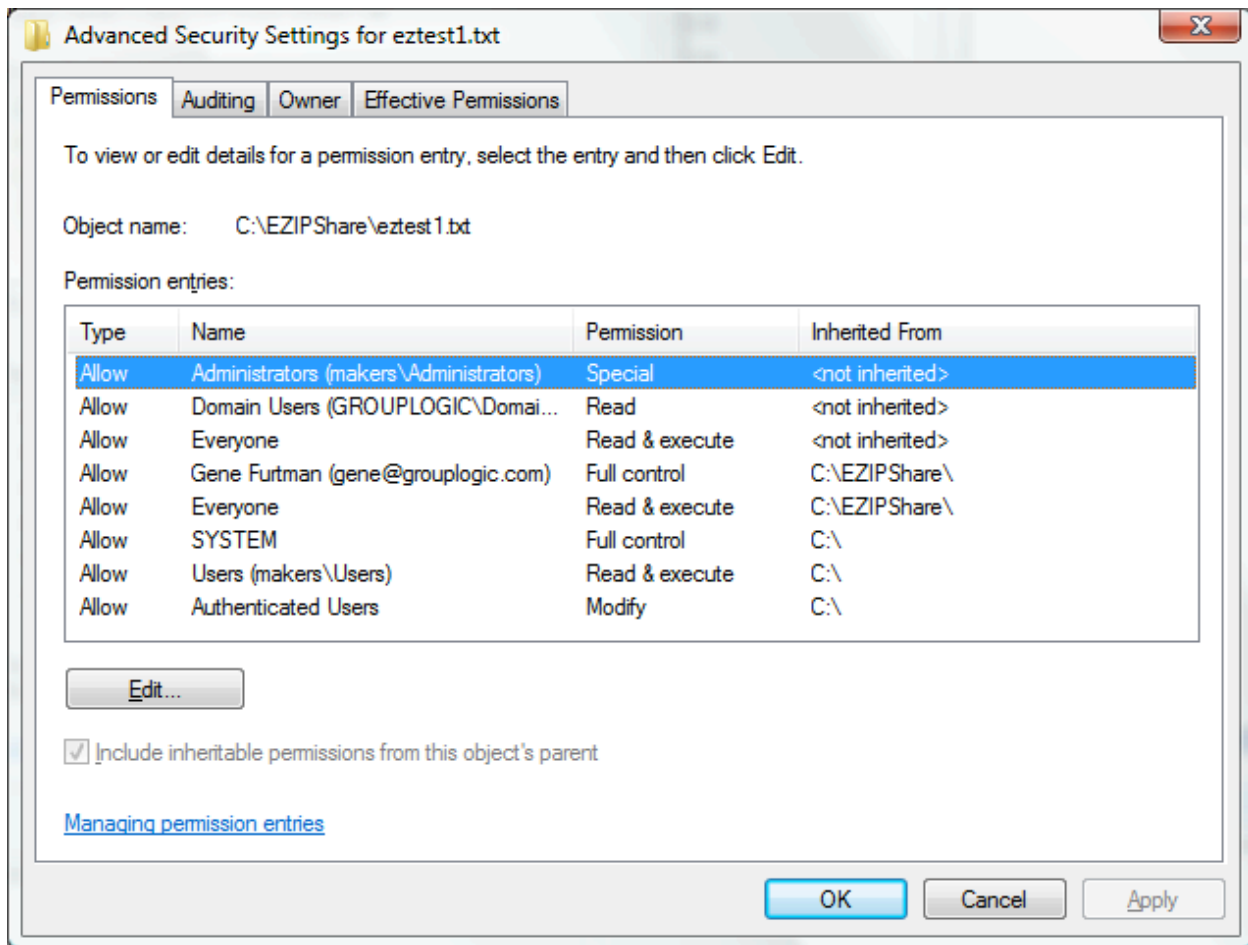 Advanced Security Settings for eztest1.txt
Permissions Auditing Owner Effective Permissions
To view or edit details for a permission entry, select the entry and then click Edit.
Object name: C:\EZIPShare\eztest1.txt
Permission entries:
Type Name Permission Inherited From
Allow Administrators (makers\Administrators) Special <not inherited>
Allow Domain Users (GROUPLOGIC\Domai... Read <not inherited>
Allow Everyone Read & execute <not inherited>
Allow Gene Furtman (gene@grouplogic.com) Full control C:\EZIPShare\
Allow Everyone Read & execute C:\EZIPShare\
Allow SYSTEM Full control C:\
Allow Users (makers\Users) Read & execute C:\
Allow Authenticated Users Modify C:\
Edit...
Include inheritable permissions from this object's parent
Managing permission entries
OK Cancel Apply